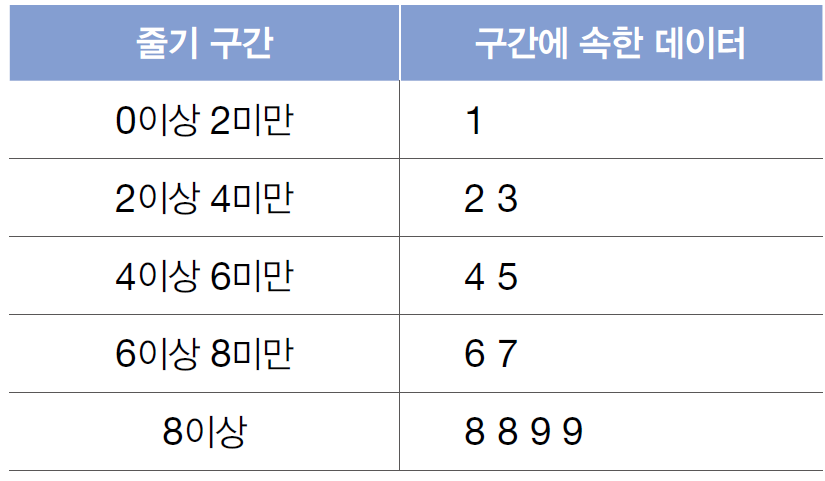 줄기 구간 구간에 속한 데이터
0이상 2미만 1
2이상 4미만 2 3
4이상 6미만 4 5
6이상 8미만 6 7
8이상 8 8 9 9